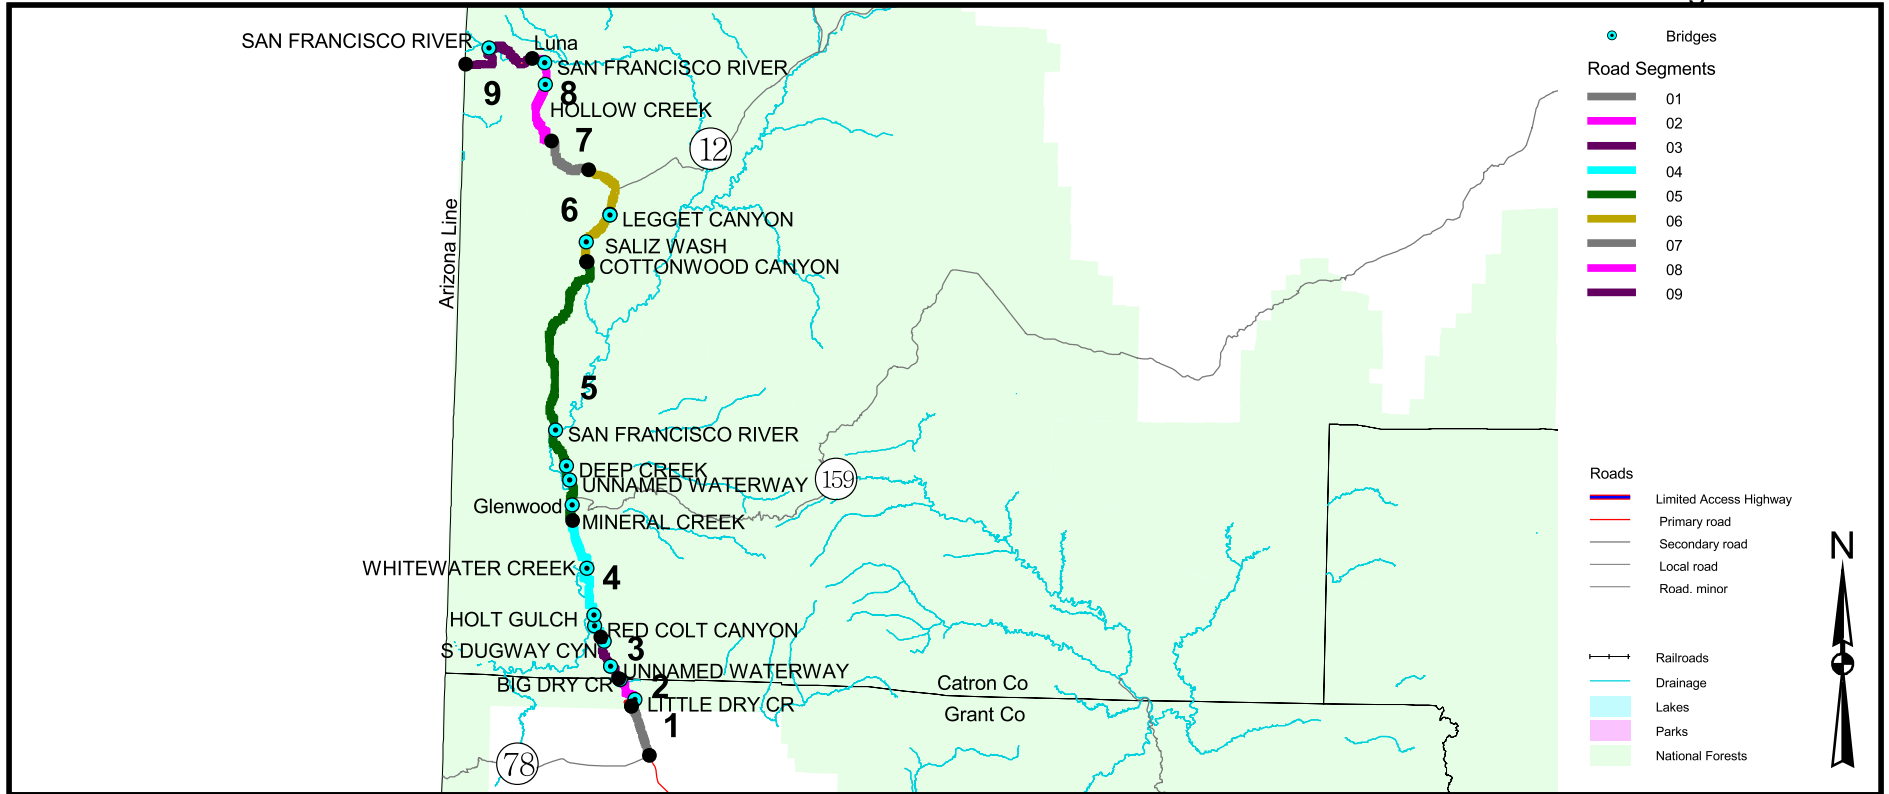 SAN FRANCISCO RIVER
Luna
SAN FRANCISCO RIVER
9
8
HOLLOW CREEK
7
12
6
LEGGET CANYON
SALIZ WASH
COTTONWOOD CANYON
Arizona Line
5
SAN FRANCISCO RIVER
DEEP CREEK
UNNAMED WATERWAY
159
Glenwood
MINERAL CREEK
WHITEWATER CREEK
4
HOLT GULCH
RED COLT CANYON
S DUGWAY CYN
3
UNNAMED WATERWAY
BIG DRY CR
2
LITTLE DRY CR
1
Catron Co
Grant Co
78
Bridges
Road Segments
01
02
03
04
05
06
07
08
09
Roads
Limited Access Highway
Primary road
Secondary road
Local road
Road. minor
Railroads
Drainage
Lakes
Parks
National Forests
N